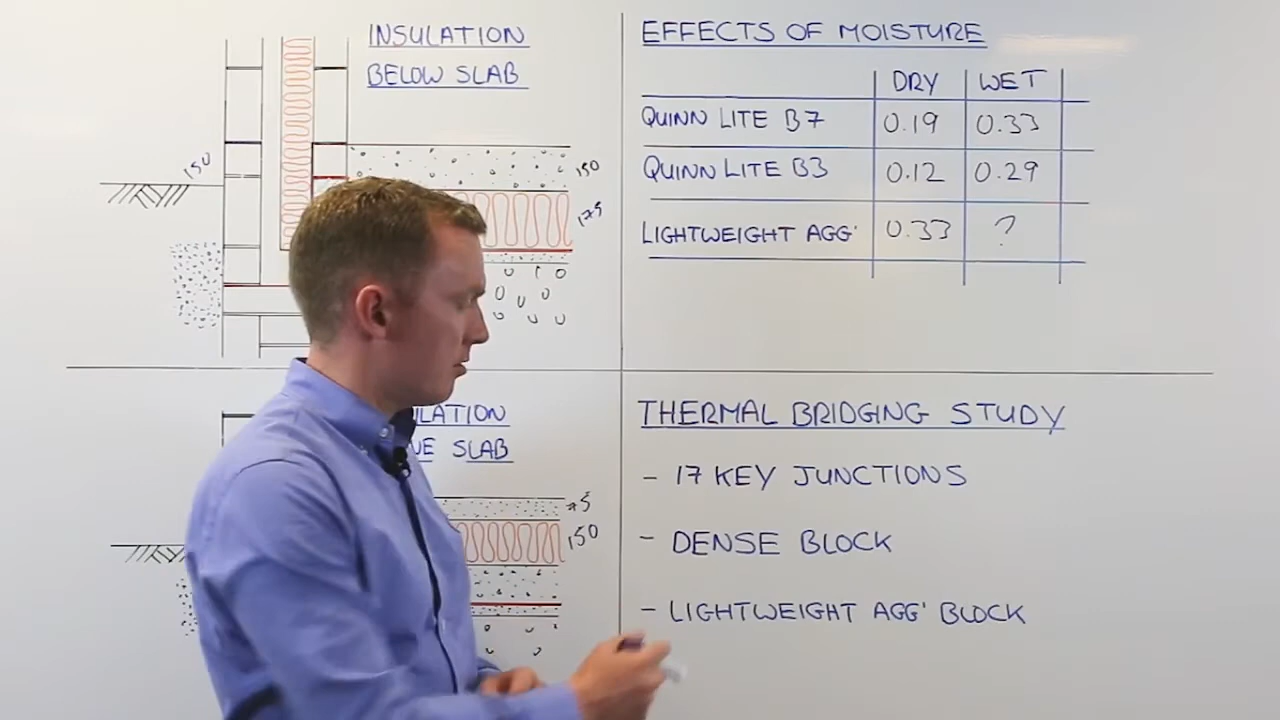 INSULATION
BELOW SLAB
150
150
175
EFFECTS OF MOISTURE
DRY WET
QUINN LITE B7 0.19 0.33
QUINN LITE B3 0.12 0.29
LIGHTWEIGHT AGG' 0.33 ?
ULATION
VE SLAB
75
150
THERMAL BRIDGING STUDY
- 17 KEY JUNCTIONS
- DENSE BLOCK
- LIGHTWEIGHT AGG' BLOCK